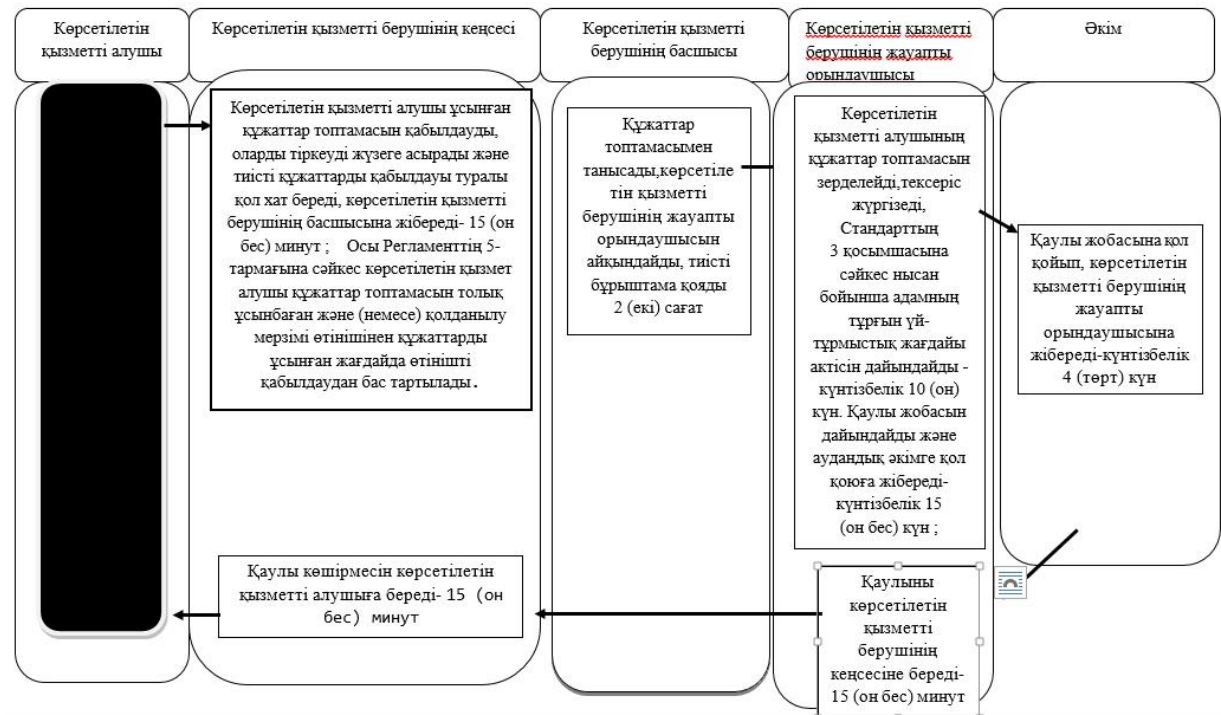 Көрсетілетін
қызметті алушы
Көрсетілетін қызметті берушінің кеңсесі
Көрсетілетін қызметті
берушінің басшысы
Көрсетілетін қызметті
берушінің жауапты
орындаушысы
Әкім
Көрсетілетін қызметті алушы ұсынған
құжаттар топтамасын қабылдауды,
оларды тіркеуді жүзеге асырады және
тиісті құжаттарды қабылдауы туралы
қол хат береді, көрсетілетін қызметті
берушінің басшысына жібереді- 15 (он
бес) минут ; Осы Регламенттің 5-
тармағына сәйкес көрсетілетін қызмет
алушы құжаттар топтамасын толық
ұсынбаған және (немесе) қолданылу
мерзімі өтінішінен құжаттарды
ұсынған жағдайда өтінішті
қабылдаудан бас тартылады.
Құжаттар
топтамасымен
танысады,көрсетіле
тін қызметті
берушінің жауапты
орындаушысын
айқындайды, тиісті
бұрыштама қояды
2 (екі) сағат
Көрсетілетін
қызметті алушының
құжаттар топтамасын
зерделейді,тексеріс
жүргізеді,
Стандарттың
3 қосымшасына
сәйкес нысан
бойынша адамның
тұрғын үй-
тұрмыстық жағдайы
актісін дайындайды -
күнтізбелік 10 (он)
күн. Қаулы жобасын
дайындайды және
аудандық әкімге қол
қоюға жібереді-
күнтізбелік 15
(он бес) күн ;
Қаулы жобасына қол
қойып, көрсетілетін
қызметті берушінің
жауапты
орындаушысына
жібереді-күнтізбелік
4 (төрт) күн
Қаулыны
көрсетілетін
қызметті
берушінің
кеңсесіне береді-
15 (он бес) минут
Қаулы көшірмесін көрсетілетін
қызметті алушыға береді- 15 (он
бес) минут